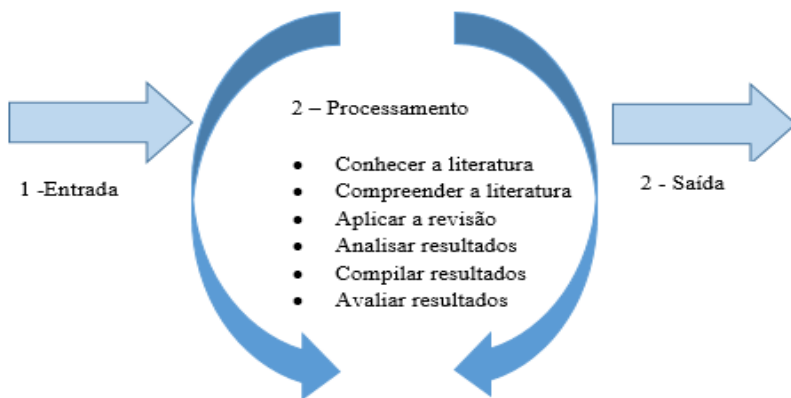 1 -Entrada
2 – Processamento
• Conhecer a literatura
• Compreender a literatura
• Aplicar a revisão
• Analisar resultados
• Compilar resultados
• Avaliar resultados
2 - Saída